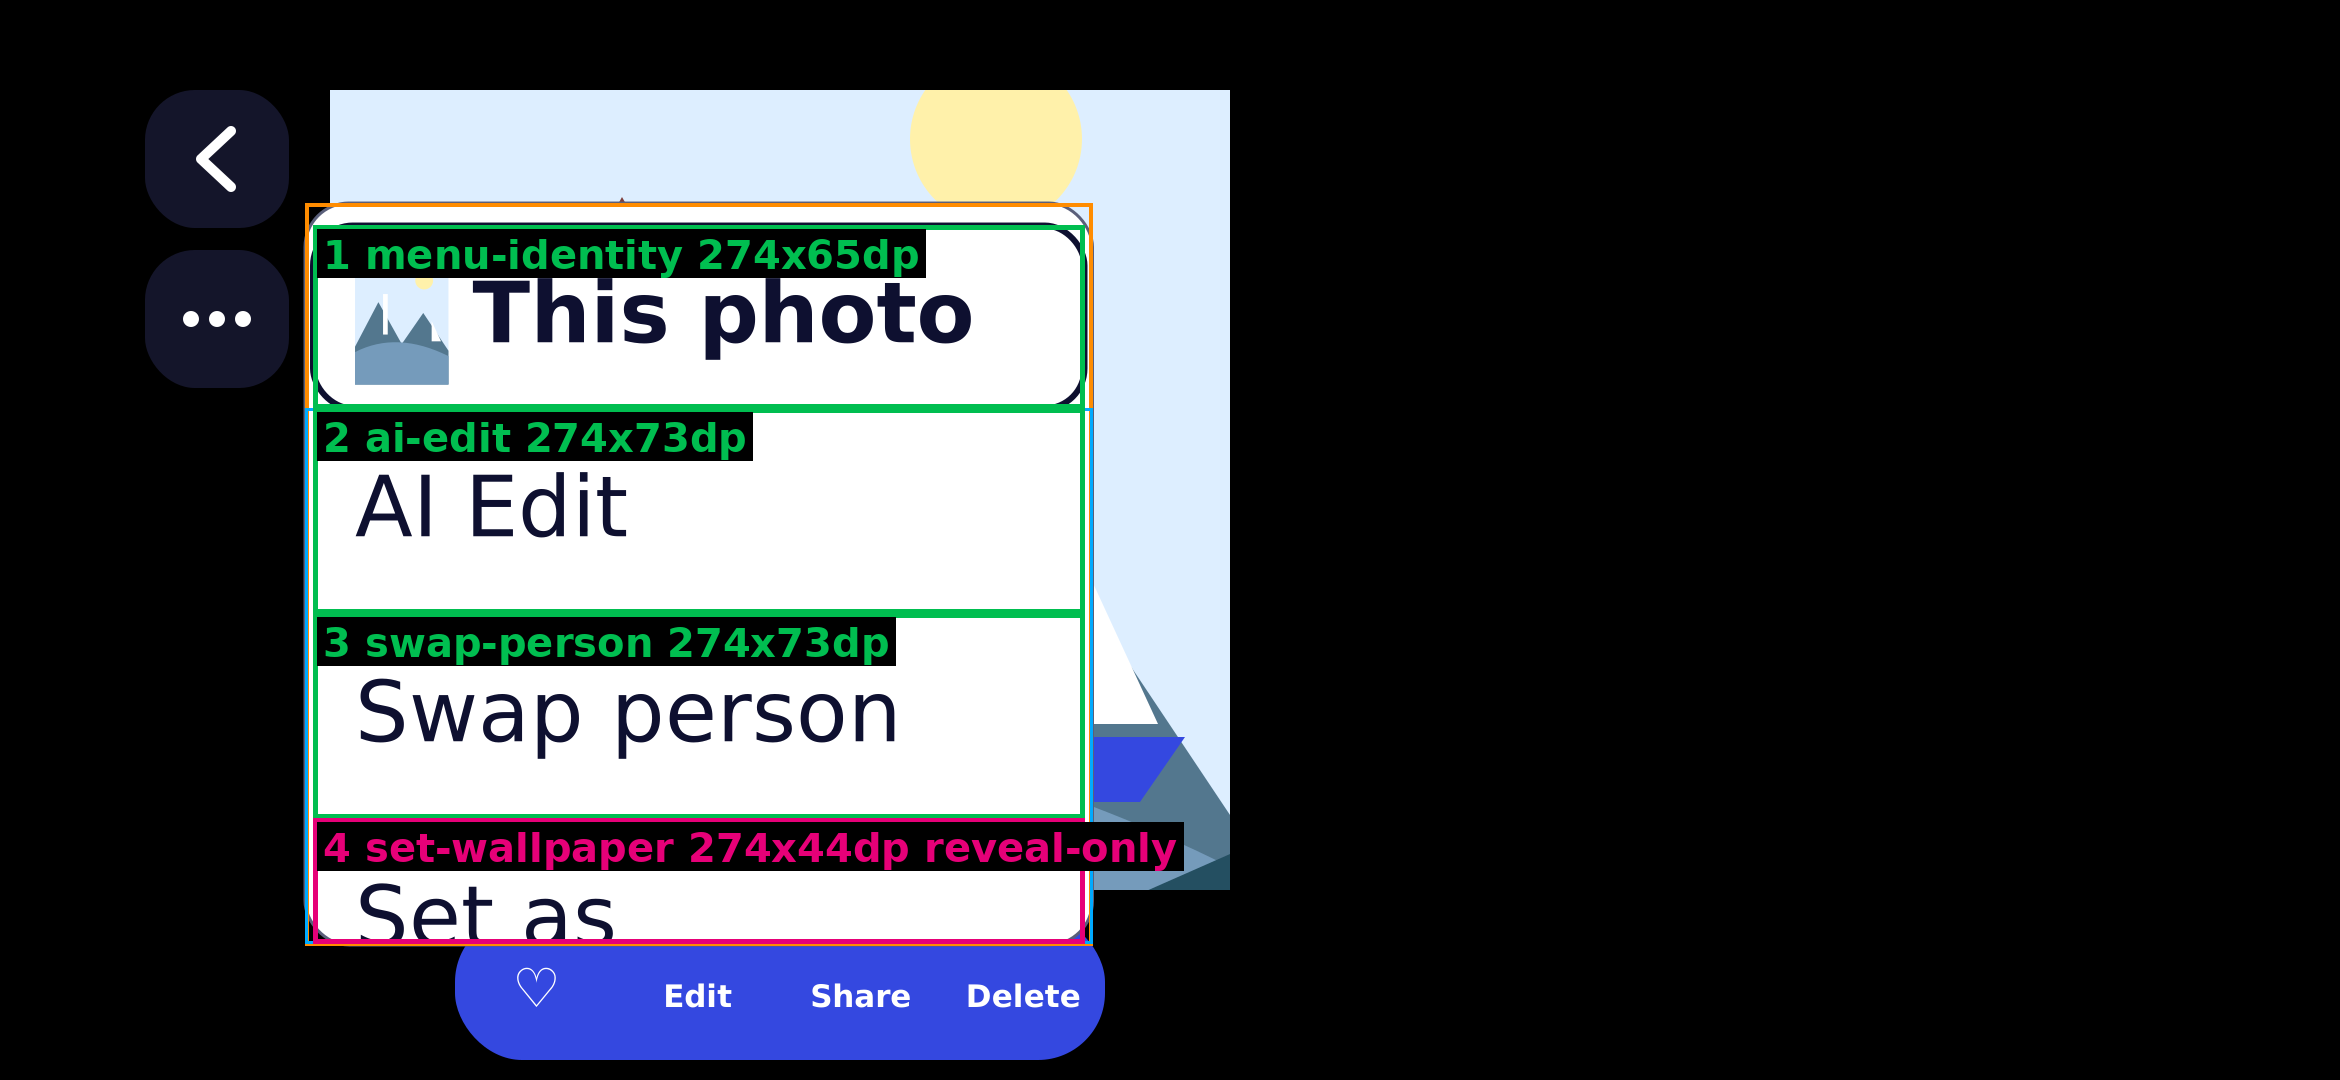 1 menu-identity 274x65dp
This photo
2 ai-edit 274x73dp
AI Edit
3 swap-person 274x73dp
Swap person
4 set-wallpaper 274x44dp reveal-only
Set as
♡ Edit Share Delete